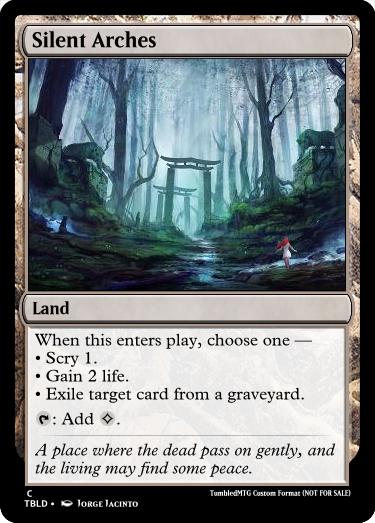 Silent Arches
Land
When this enters play, choose one —
• Scry 1.
• Gain 2 life.
• Exile target card from a graveyard.
: Add .
A place where the dead pass on gently, and
the living may find some peace.
C
TBLD • Jorge Jacinto
TumbledMTG Custom Format (NOT FOR SALE)